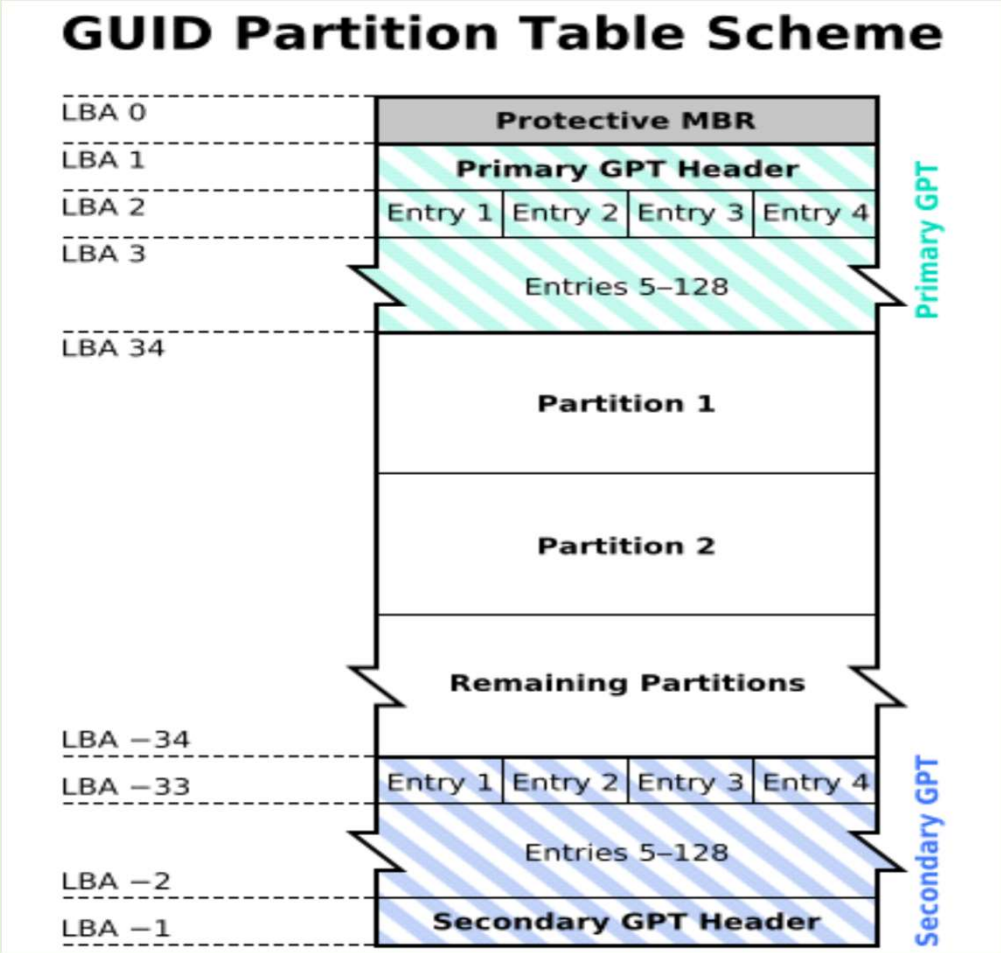 GUID Partition Table Scheme
LBA 0
Protective MBR
LBA 1
Primary GPT Header
LBA 2
Entry 1 Entry 2 Entry 3 Entry 4
LBA 3
Entries 5–128
Primary GPT
LBA 34
Partition 1
Partition 2
Remaining Partitions
LBA −34
LBA −33
Entry 1 Entry 2 Entry 3 Entry 4
Entries 5–128
LBA −2
LBA −1
Secondary GPT Header
Secondary GPT